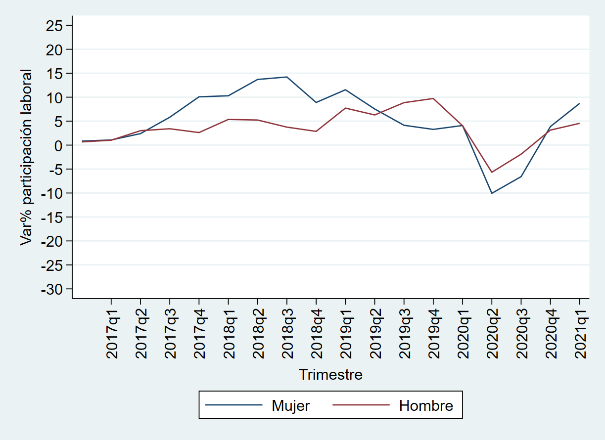 Var% participación laboral
25
20
15
10
5
0
-5
-10
-15
-20
-25
-30
2017q1
2017q2
2017q3
2017q4
2018q1
2018q2
2018q3
2018q4
2019q1
2019q2
2019q3
2019q4
2020q1
2020q2
2020q3
2020q4
2021q1
Trimestre
Mujer Hombre